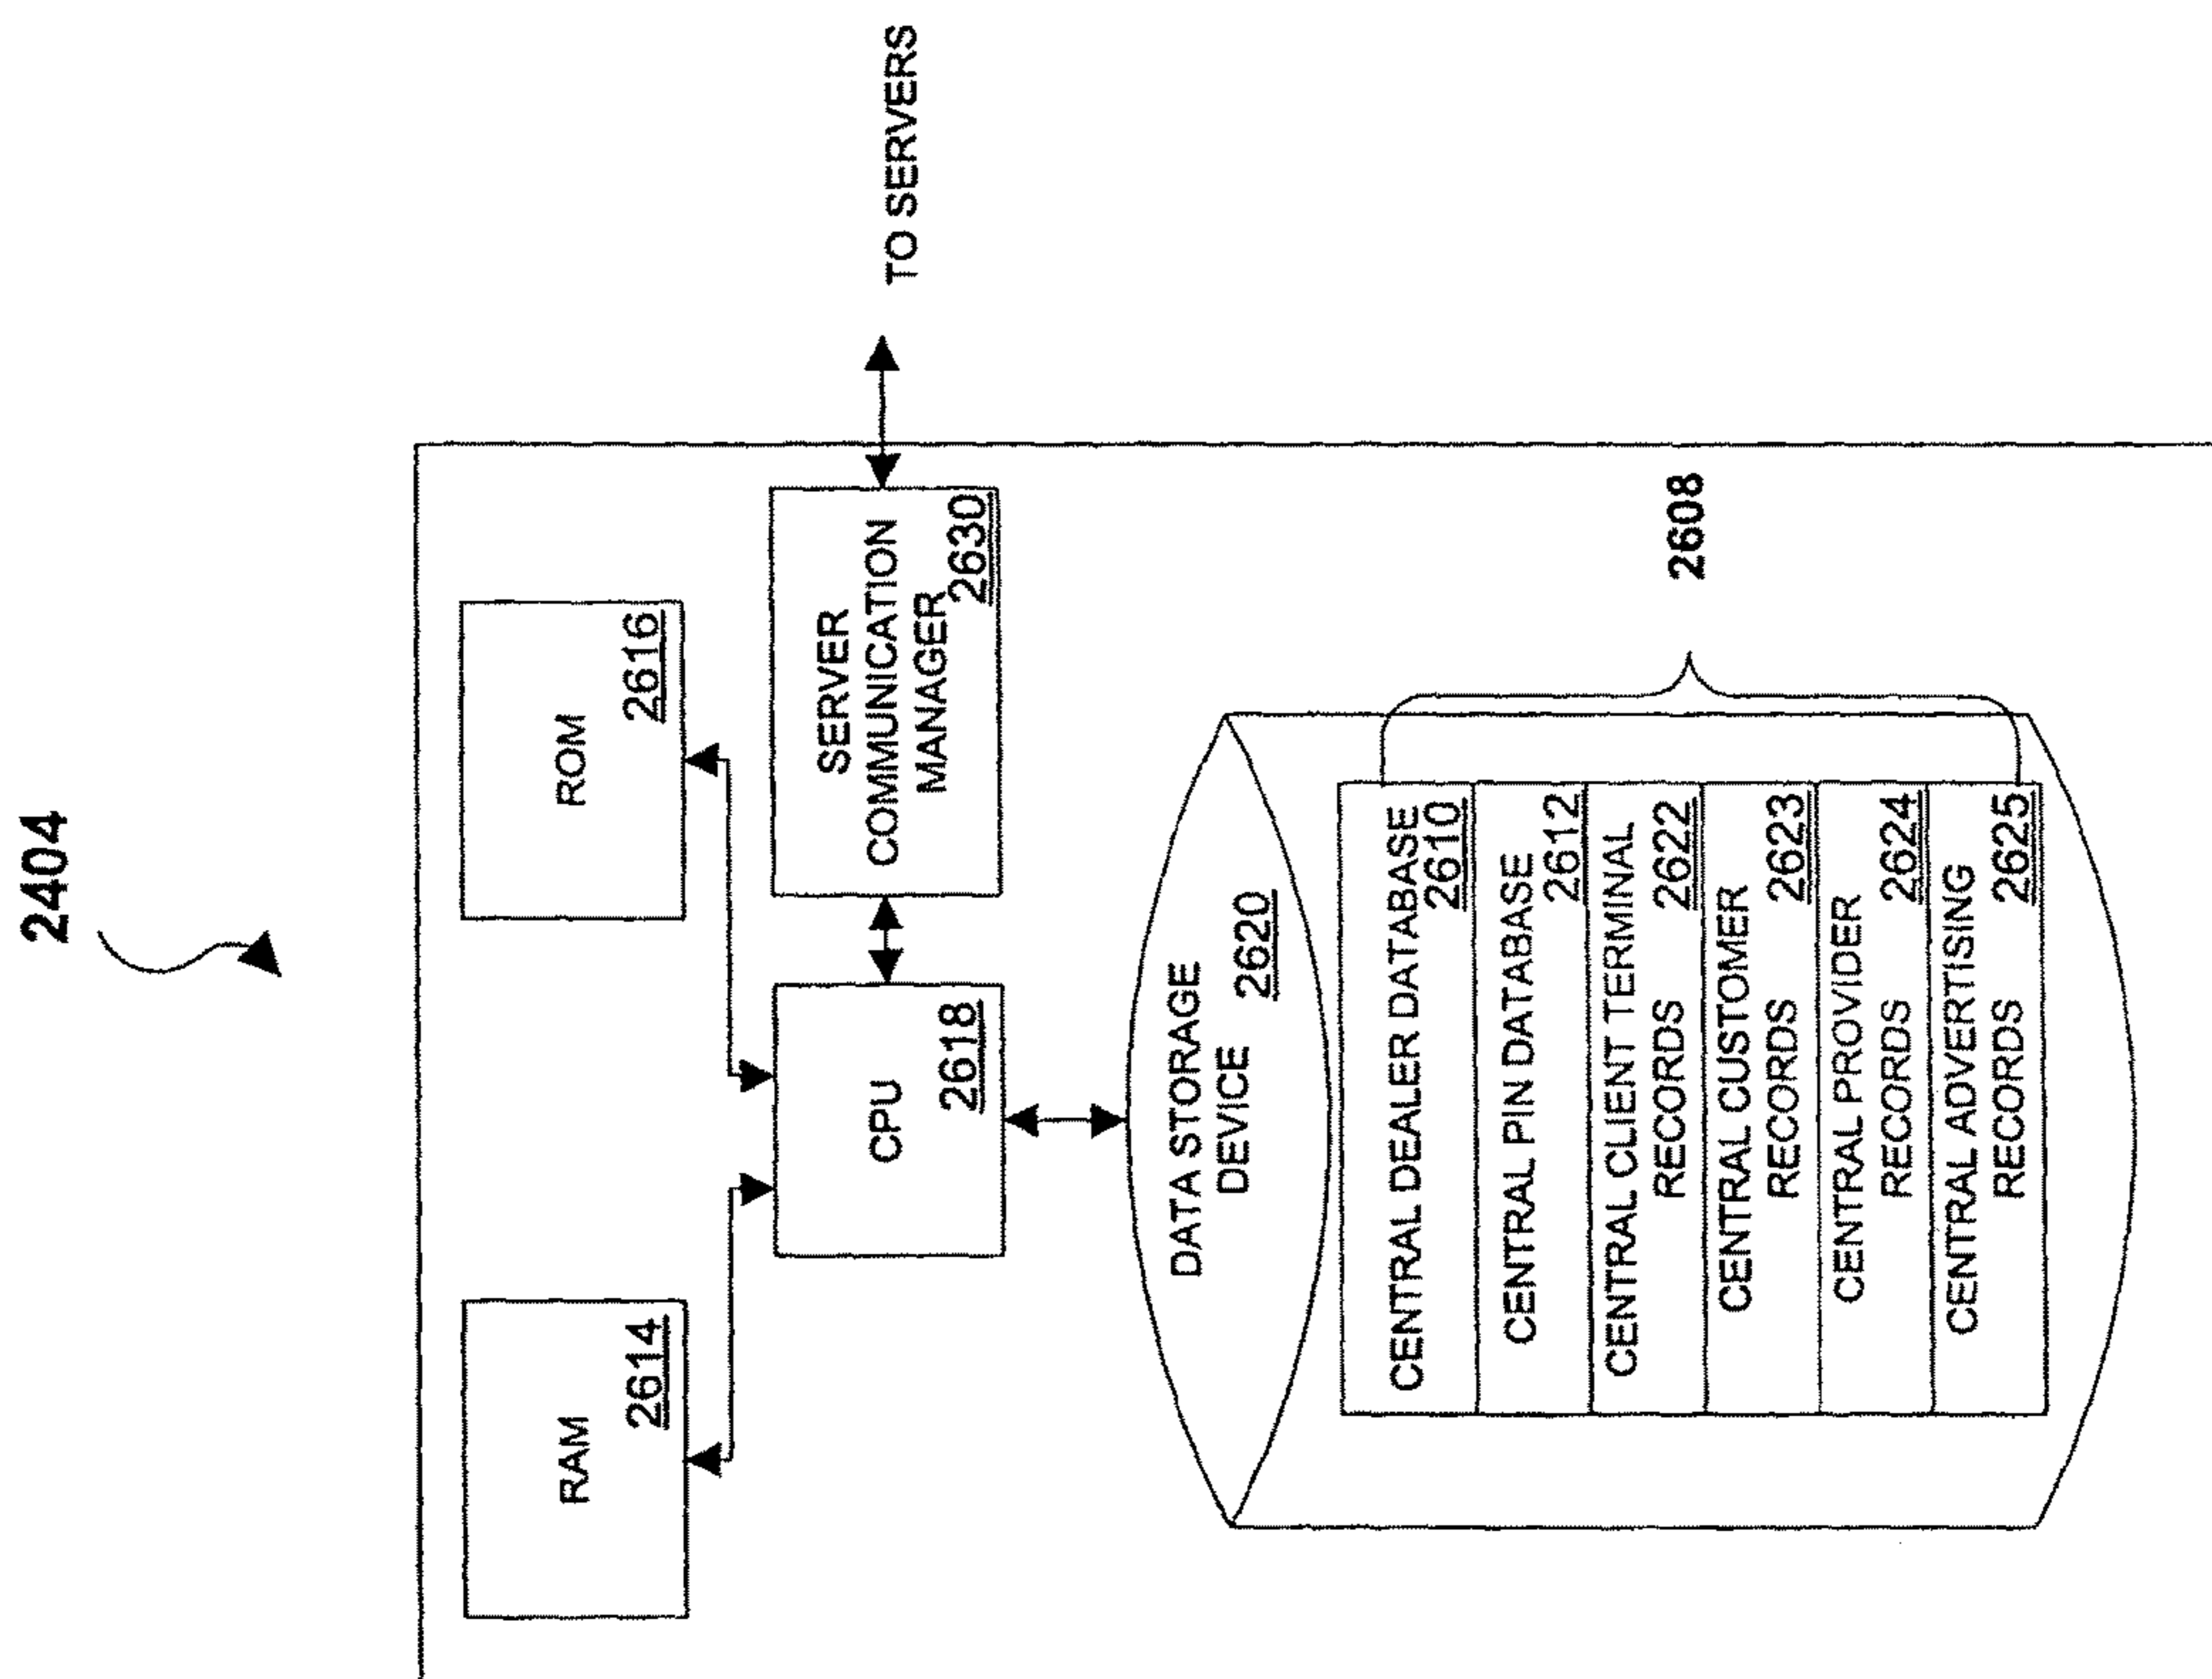 2404
RAM
2614
ROM
2616
CPU
2618
SERVER
COMMUNICATION
MANAGER
2630
TO SERVERS
DATA STORAGE
DEVICE 2620
CENTRAL DEALER DATABASE
2610
CENTRAL PIN DATABASE
2612
CENTRAL CLIENT TERMINAL
RECORDS 2622
CENTRAL CUSTOMER
RECORDS 2623
CENTRAL PROVIDER
RECORDS 2624
CENTRAL ADVERTISING
RECORDS 2625
2608